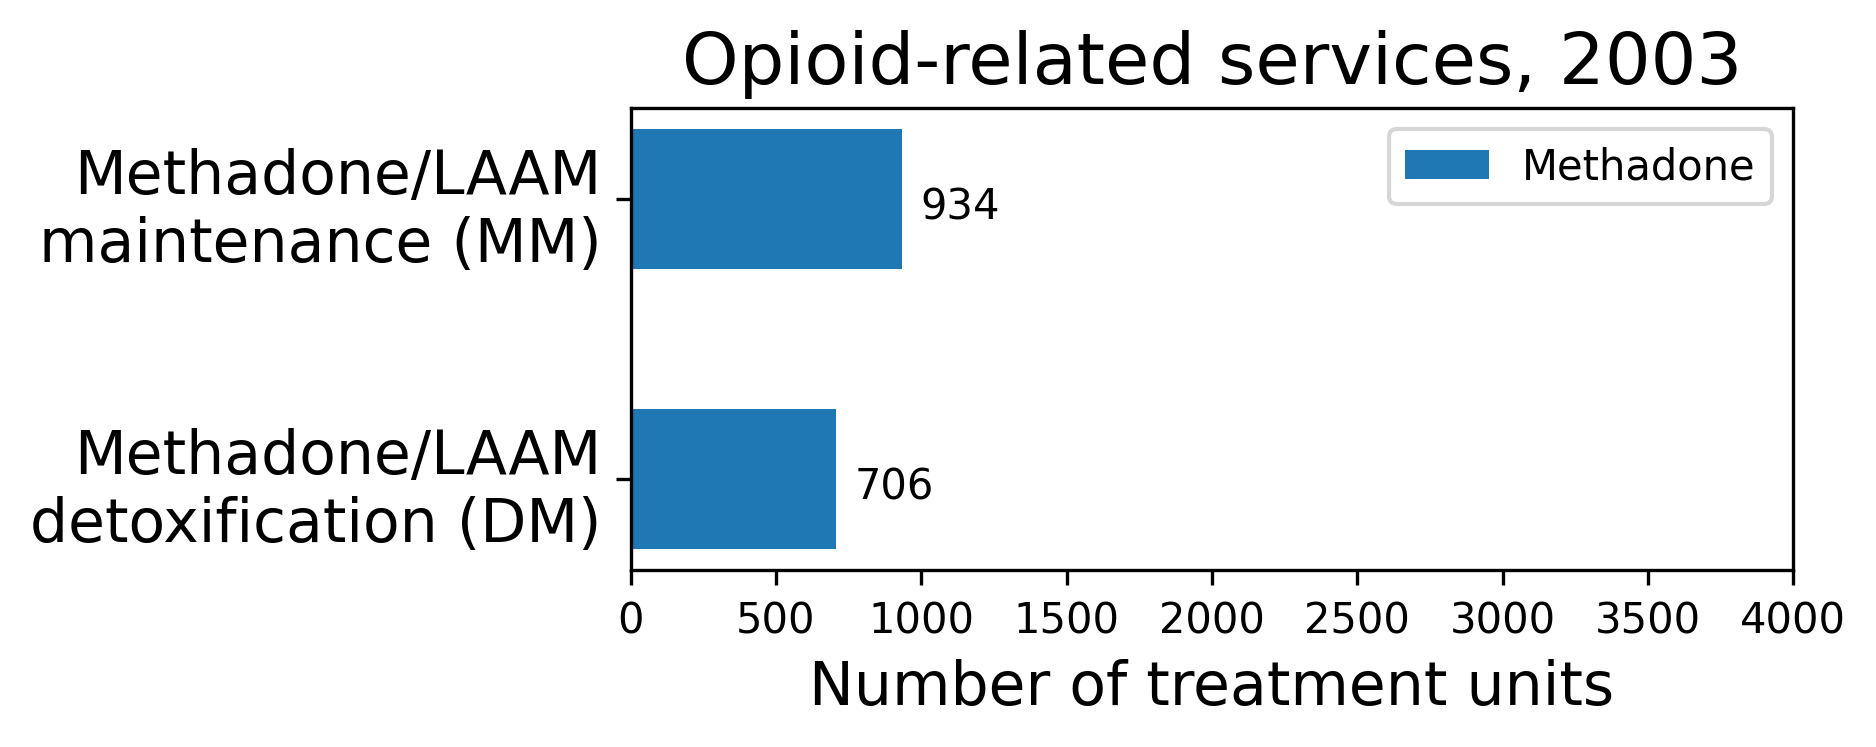 Opioid-related services, 2003
Methadone/LAAM
maintenance (MM)
934
Methadone
Methadone/LAAM
detoxification (DM)
706
0 500 1000 1500 2000 2500 3000 3500 4000
Number of treatment units